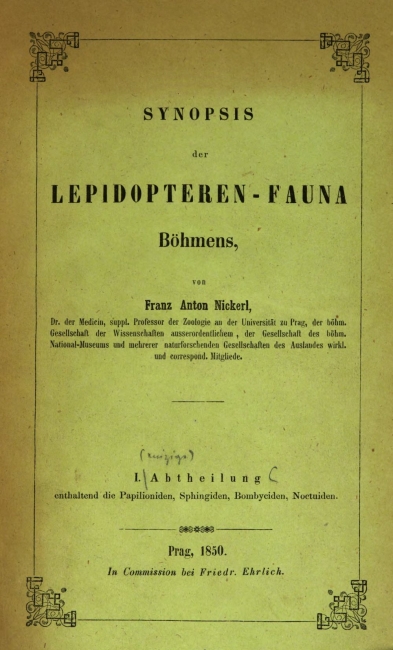 SYNOPSIS
der
LEPIDOPTEREN-FAUNA
Böhmens,
von
Franz Anton Nickerl,
Dr. der Medicin, suppl. Professor der Zoologie an der Universität zu Prag, der böhm.
Gesellschaft der Wissenschaften ausserordentlichem, der Gesellschaft des böhm.
National-Museums und mehrerer naturforschenden Gesellschaften des Auslandes wirkl.
und correspond. Mitgliede.
(einzige)
I. Abtheilung
enthaltend die Papilioniden, Sphingiden, Bombyciden, Noctuiden.
Prag, 1850.
In Commission bei Friedr. Ehrlich.